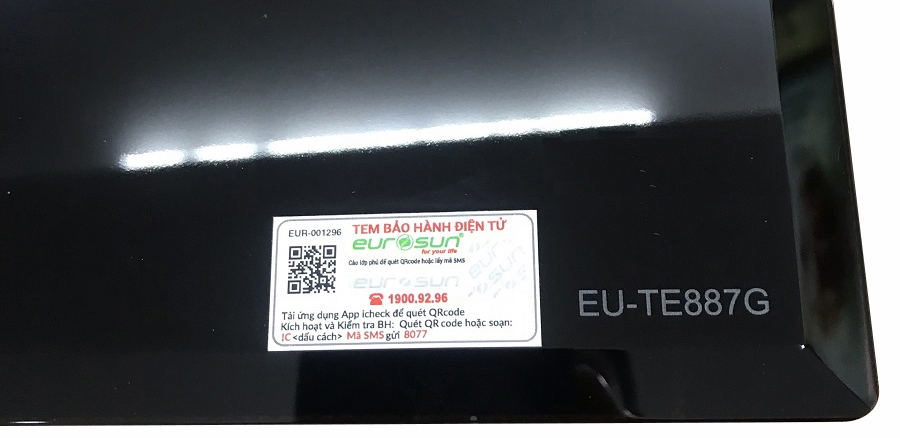 EUR-001296
TEM BẢO HÀNH ĐIỆN TỬ
eurosun®
for your life
Cào lớp phủ để quét QRcode hoặc lấy mã SMS
eurosun
eurosun
☎ 1900.92.96
Tải ứng dụng App icheck để quét QRcode
Kích hoạt và Kiểm tra BH: Quét QR code hoặc soạn:
IC <dấu cách> Mã SMS gửi 8077
EU-TE887G